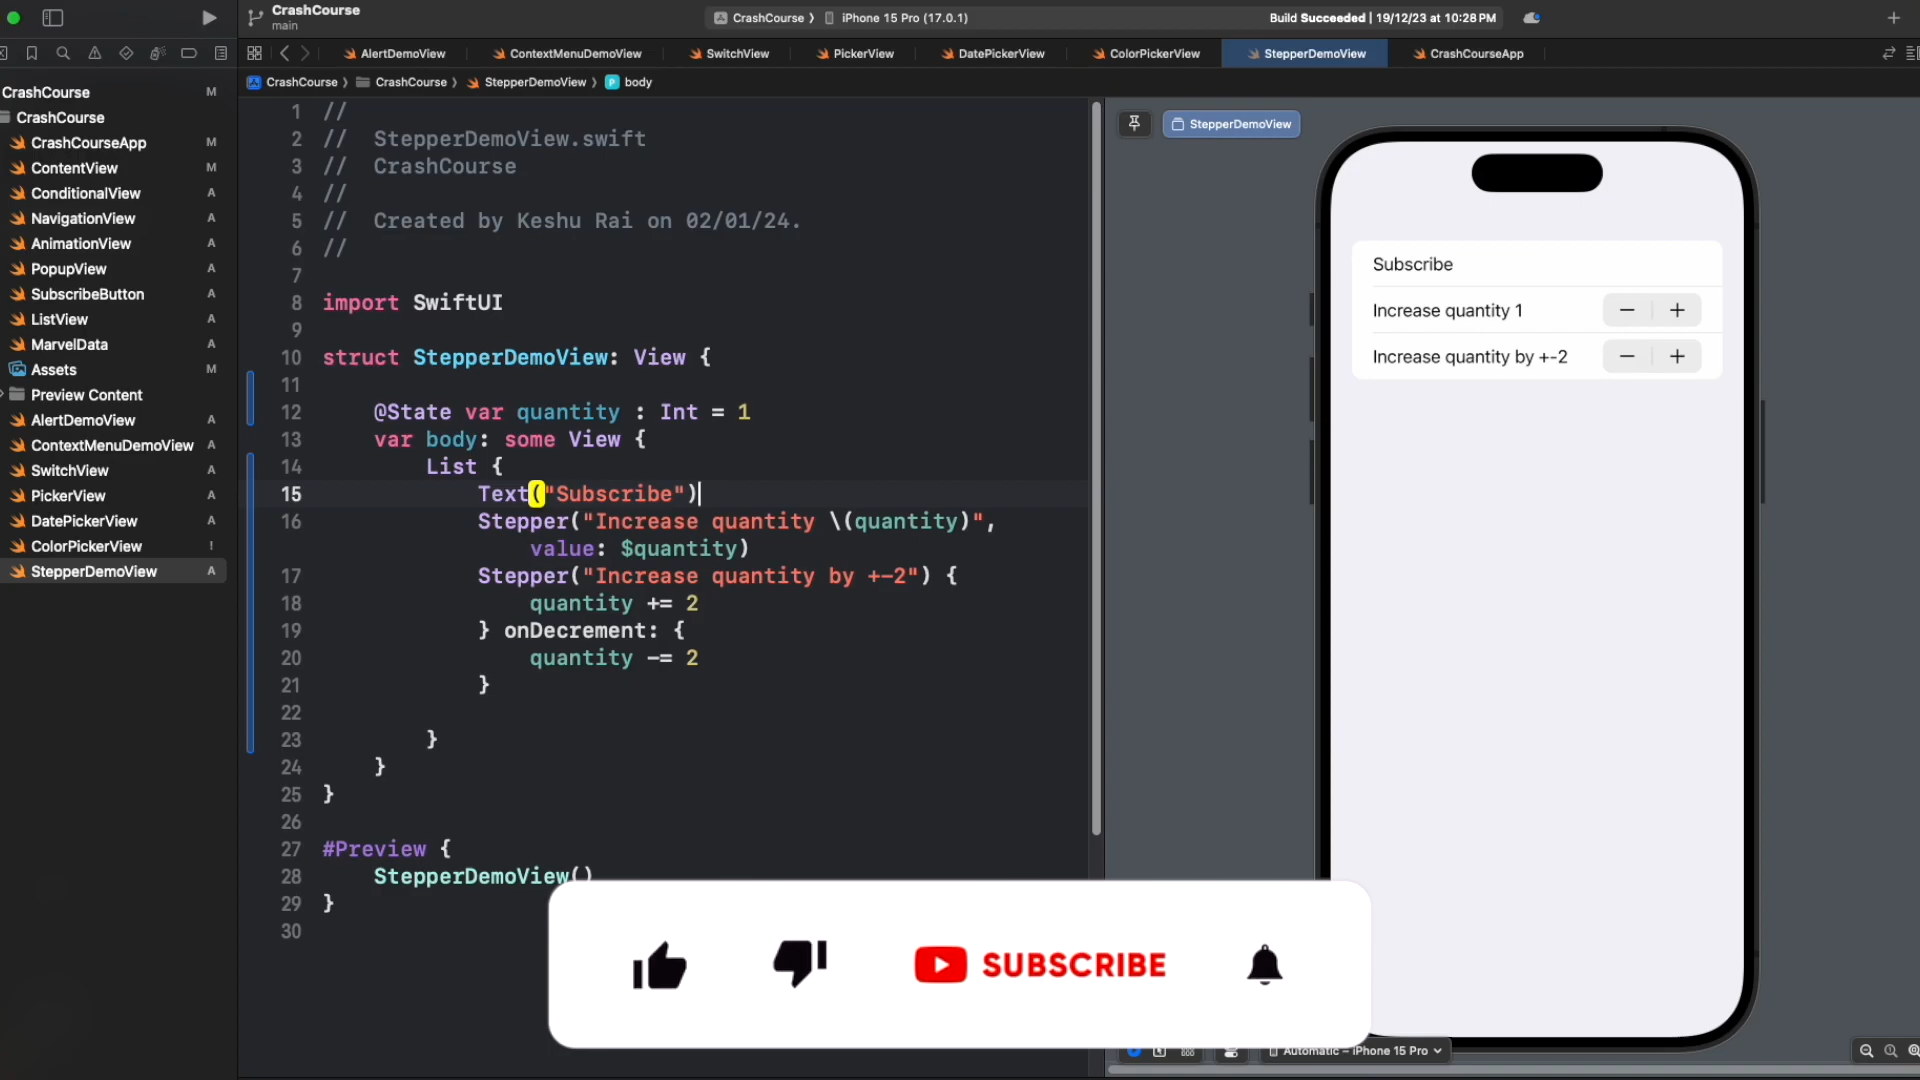 CrashCourse
main
CrashCourse
iPhone 15 Pro (17.0.1)
Build Succeeded | 19/12/23 at 10:28 PM
AlertDemoView
ContextMenuDemoView
SwitchView
PickerView
DatePickerView
ColorPickerView
StepperDemoView
CrashCourseApp
CrashCourse
CrashCourse
StepperDemoView
body
CrashCourse M
CrashCourse
CrashCourseApp M
ContentView M
ConditionalView A
NavigationView A
AnimationView A
PopupView A
SubscribeButton A
ListView A
MarvelData A
Assets M
Preview Content
AlertDemoView A
ContextMenuDemoView A
SwitchView A
PickerView A
DatePickerView A
ColorPickerView !
StepperDemoView A
1 //
2 //  StepperDemoView.swift
3 //  CrashCourse
4 //
5 //  Created by Keshu Rai on 02/01/24.
6 //
7
8 import SwiftUI
9
10 struct StepperDemoView: View {
11
12     @State var quantity : Int = 1
13     var body: some View {
14         List {
15             Text("Subscribe")
16             Stepper("Increase quantity \(quantity)",
                value: $quantity)
17             Stepper("Increase quantity by +-2") {
18                 quantity += 2
19             } onDecrement: {
20                 quantity -= 2
21             }
22
23         }
24     }
25 }
26
27 #Preview {
28     StepperDemoView()
29 }
30
StepperDemoView
Subscribe
Increase quantity 1
Increase quantity by +-2
SUBSCRIBE
Automatic – iPhone 15 Pro